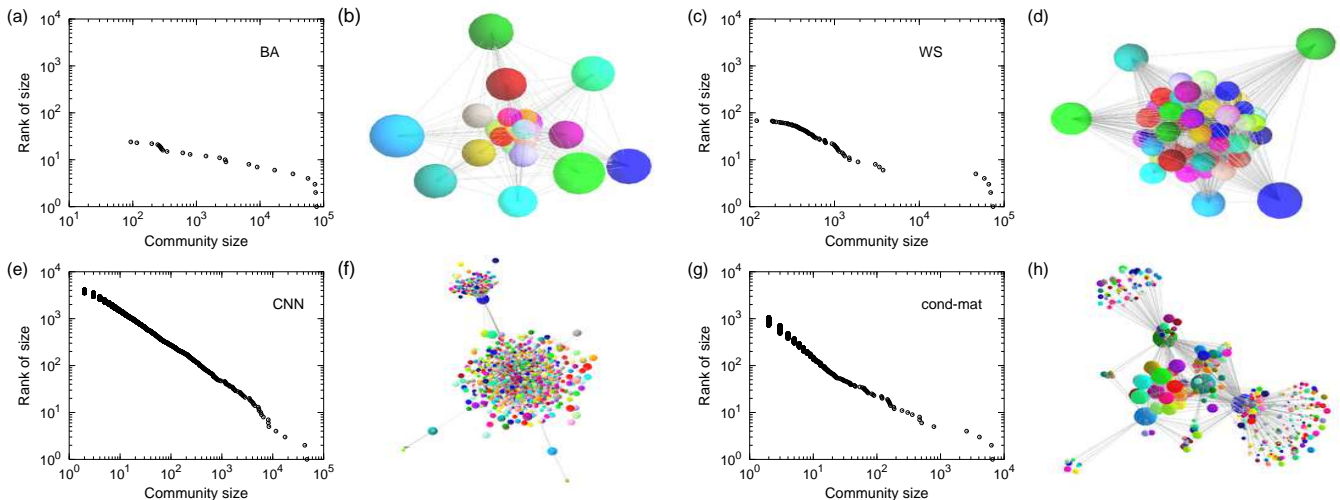 (a)
BA
Rank of size
10^4
10^3
10^2
10^1
10^0
10^1 10^2 10^3 10^4 10^5
Community size
(b)
(c)
WS
Rank of size
10^4
10^3
10^2
10^1
10^0
10^2 10^3 10^4 10^5
Community size
(d)
(e)
CNN
Rank of size
10^4
10^3
10^2
10^1
10^0
10^0 10^1 10^2 10^3 10^4 10^5
Community size
(f)
(g)
cond-mat
Rank of size
10^4
10^3
10^2
10^1
10^0
10^0 10^1 10^2 10^3 10^4
Community size
(h)